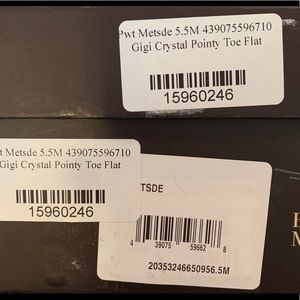 Pwt Metsde 5.5M 439075596710
Gigi Crystal Pointy Toe Flat
15960246
t Metsde 5.5M 439075596710
Gigi Crystal Pointy Toe Flat
15960246
TSDE
4 39075 59662 8
20353246650956.5M